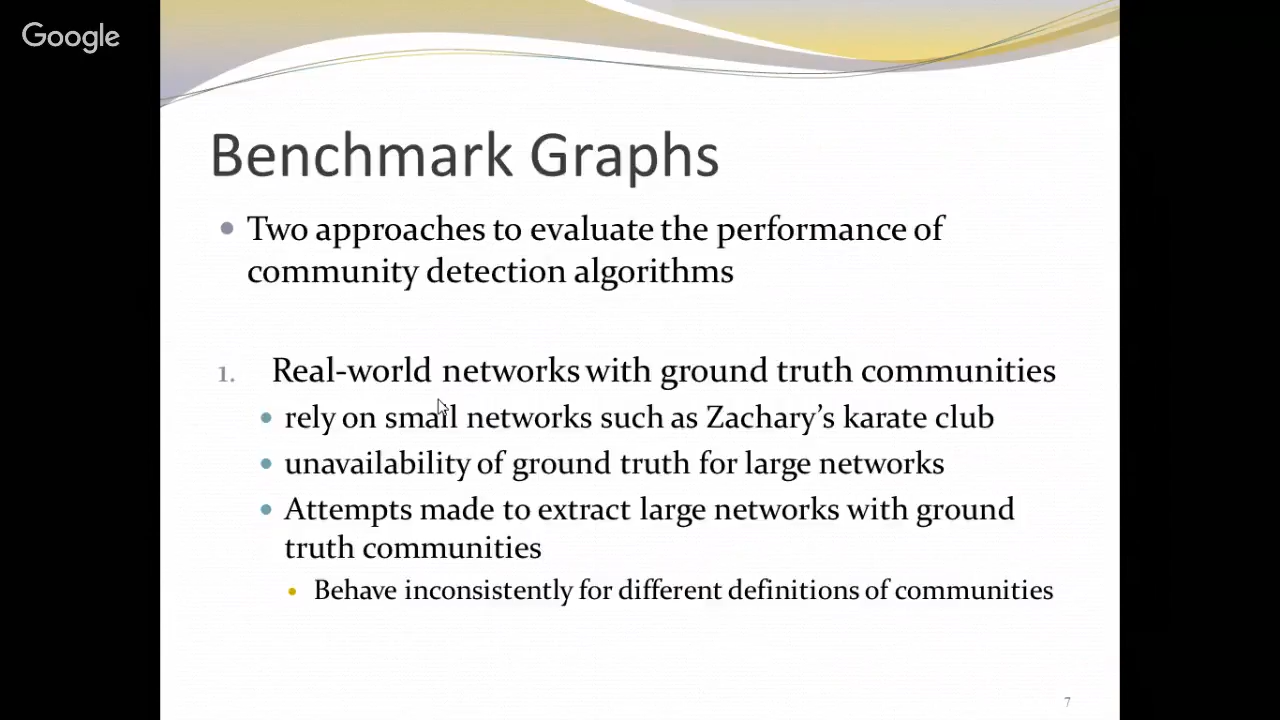 Google
Benchmark Graphs
• Two approaches to evaluate the performance of
community detection algorithms
1. Real-world networks with ground truth communities
• rely on small networks such as Zachary’s karate club
• unavailability of ground truth for large networks
• Attempts made to extract large networks with ground
truth communities
• Behave inconsistently for different definitions of communities
7